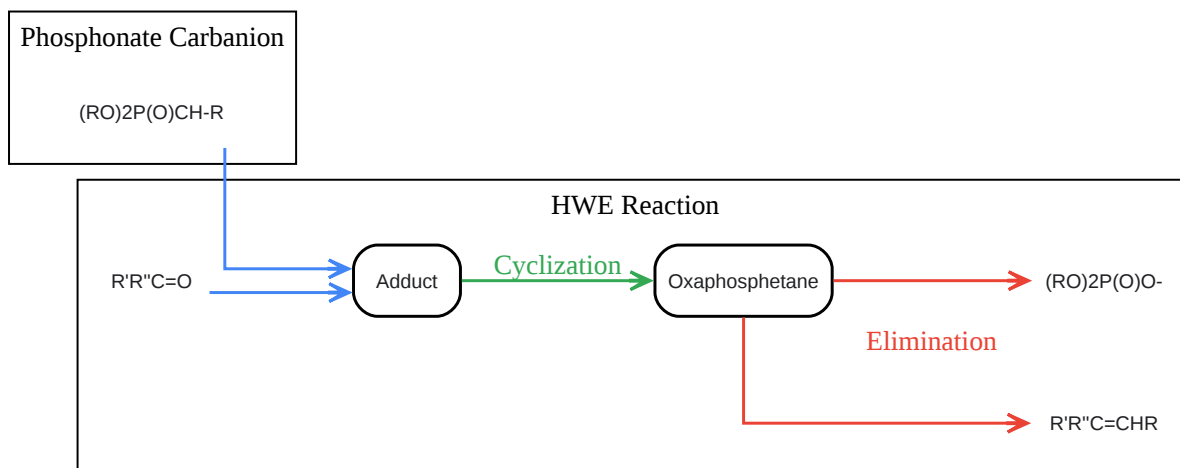 Phosphonate Carbanion
(RO)2P(O)CH-R
HWE Reaction
R'R"C=O
Adduct
Cyclization
Oxaphosphetane
(RO)2P(O)O-
Elimination
R'R"C=CHR